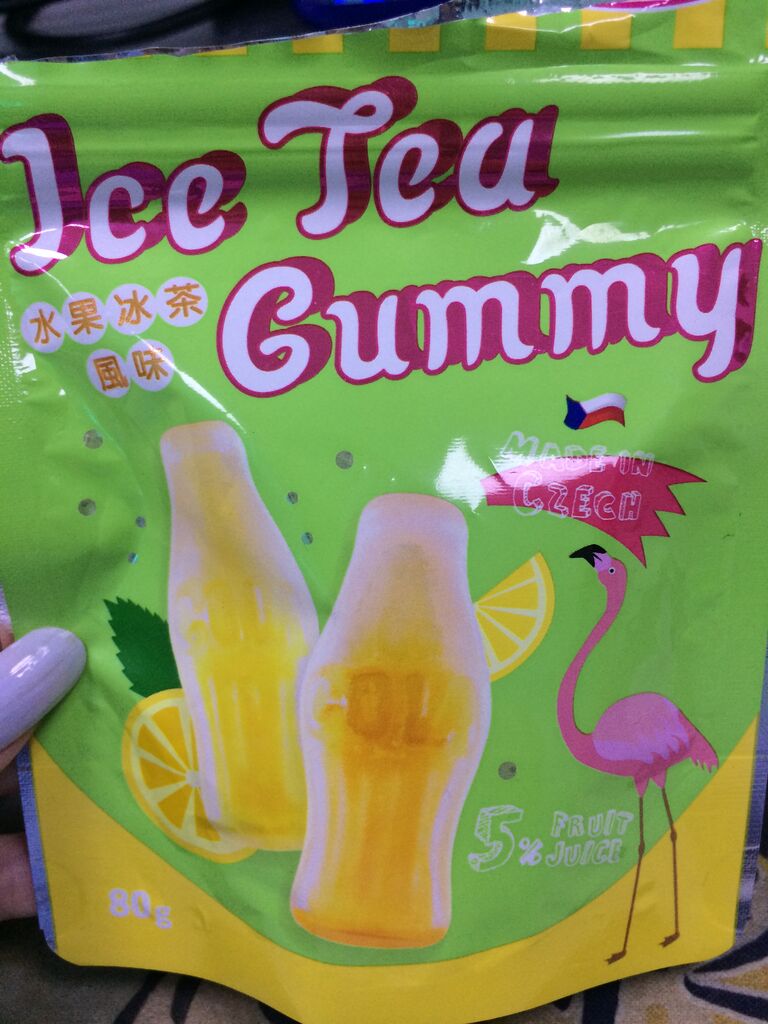 Ice Tea
Gummy
水果冰茶
風味
MADE IN
CZECH
5% FRUIT
JUICE
80g